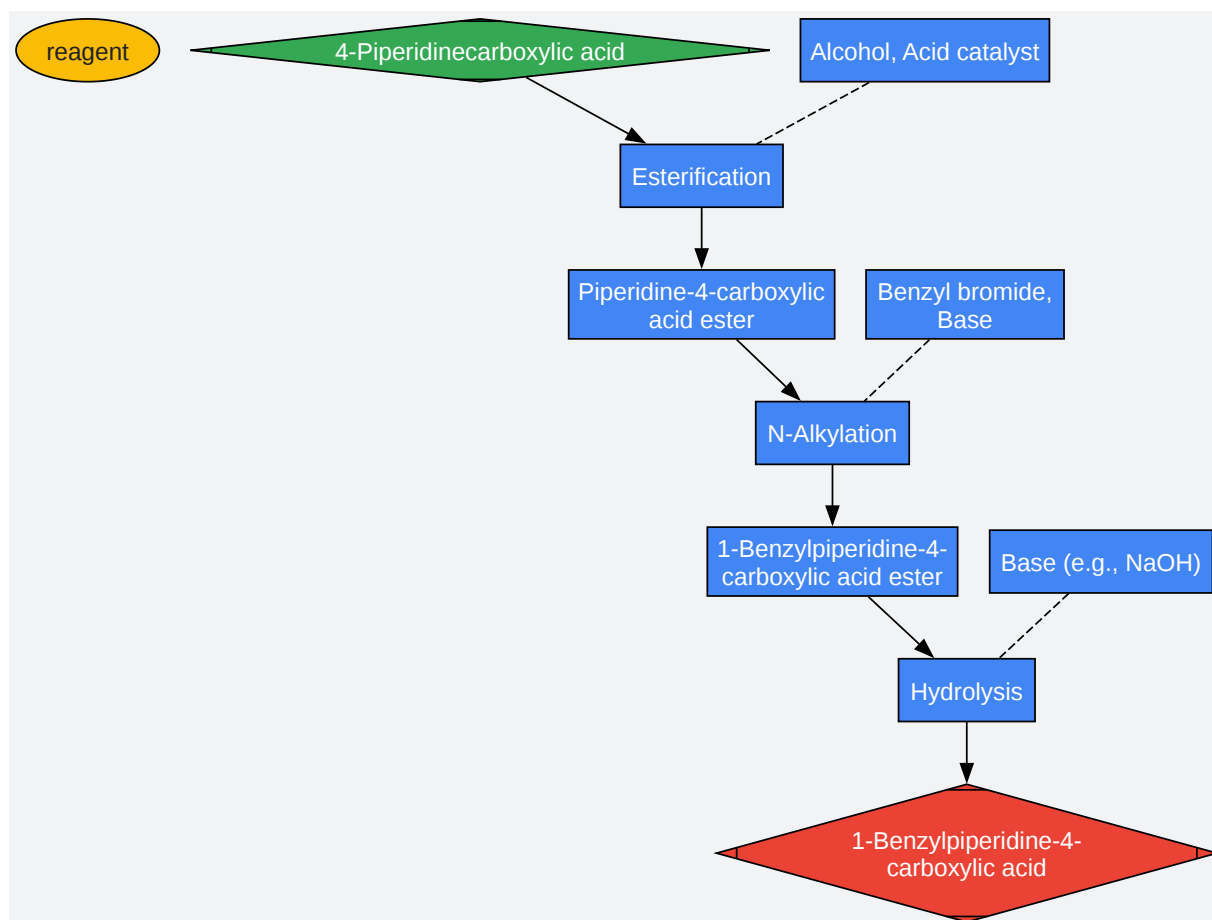 reagent
4-Piperidinecarboxylic acid
Alcohol, Acid catalyst
Esterification
Piperidine-4-carboxylic
acid ester
Benzyl bromide,
Base
N-Alkylation
1-Benzylpiperidine-4-
carboxylic acid ester
Base (e.g., NaOH)
Hydrolysis
1-Benzylpiperidine-4-
carboxylic acid